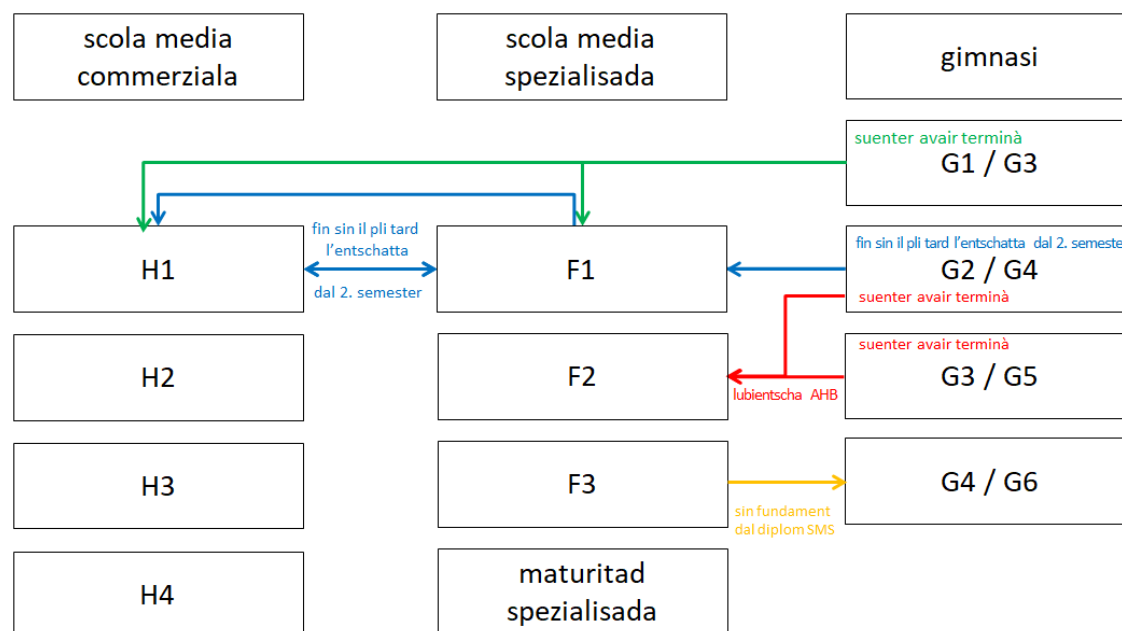 scola media
commerziala
scola media
spezialisada
gimnasi
suenter avair terminà
G1 / G3
fin sin il pli tard
l'entschatta
dal 2. semester
H1
F1
fin sin il pli tard l'entschatta dal 2. semeste
G2 / G4
suenter avair terminà
H2
F2
suenter avair terminà
G3 / G5
lubientscha AHB
H3
F3
G4 / G6
sin fundament
dal diplom SMS
H4
maturitad
spezialisada